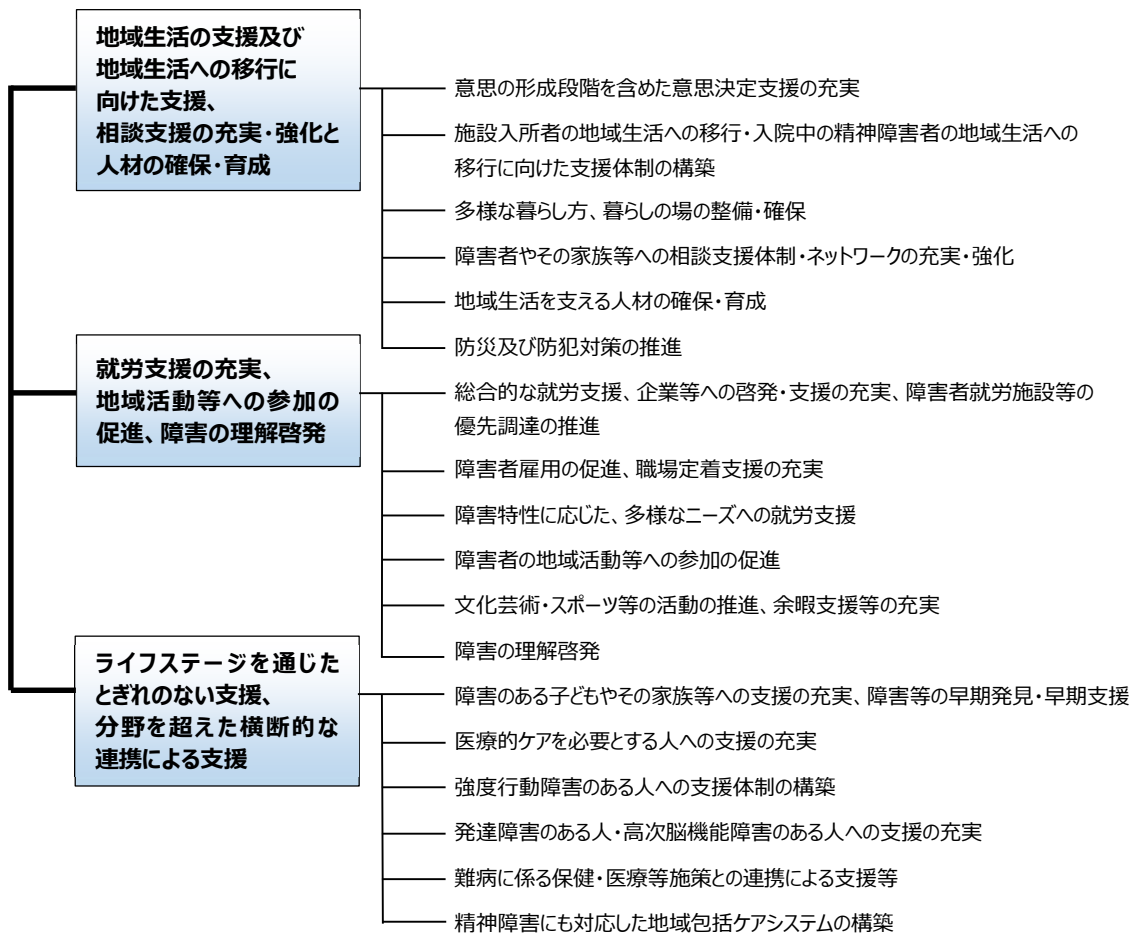 地域生活の支援及び
地域生活への移行に
向けた支援、
相談支援の充実・強化と
人材の確保・育成
意思の形成段階を含めた意思決定支援の充実
施設入所者の地域生活への移行・入院中の精神障害者の地域生活への
移行に向けた支援体制の構築
多様な暮らし方、暮らしの場の整備・確保
障害者やその家族等への相談支援体制・ネットワークの充実・強化
地域生活を支える人材の確保・育成
防災及び防犯対策の推進
就労支援の充実、
地域活動等への参加の
促進、障害の理解啓発
総合的な就労支援、企業等への啓発・支援の充実、障害者就労施設等の
優先調達の推進
障害者雇用の促進、職場定着支援の充実
障害特性に応じた、多様なニーズへの就労支援
障害者の地域活動等への参加の促進
文化芸術・スポーツ等の活動の推進、余暇支援等の充実
障害の理解啓発
ライフステージを通じた
とぎれのない支援、
分野を超えた横断的な
連携による支援
障害のある子どもやその家族等への支援の充実、障害等の早期発見・早期支援
医療的ケアを必要とする人への支援の充実
強度行動障害のある人への支援体制の構築
発達障害のある人・高次脳機能障害のある人への支援の充実
難病に係る保健・医療等施策との連携による支援等
精神障害にも対応した地域包括ケアシステムの構築